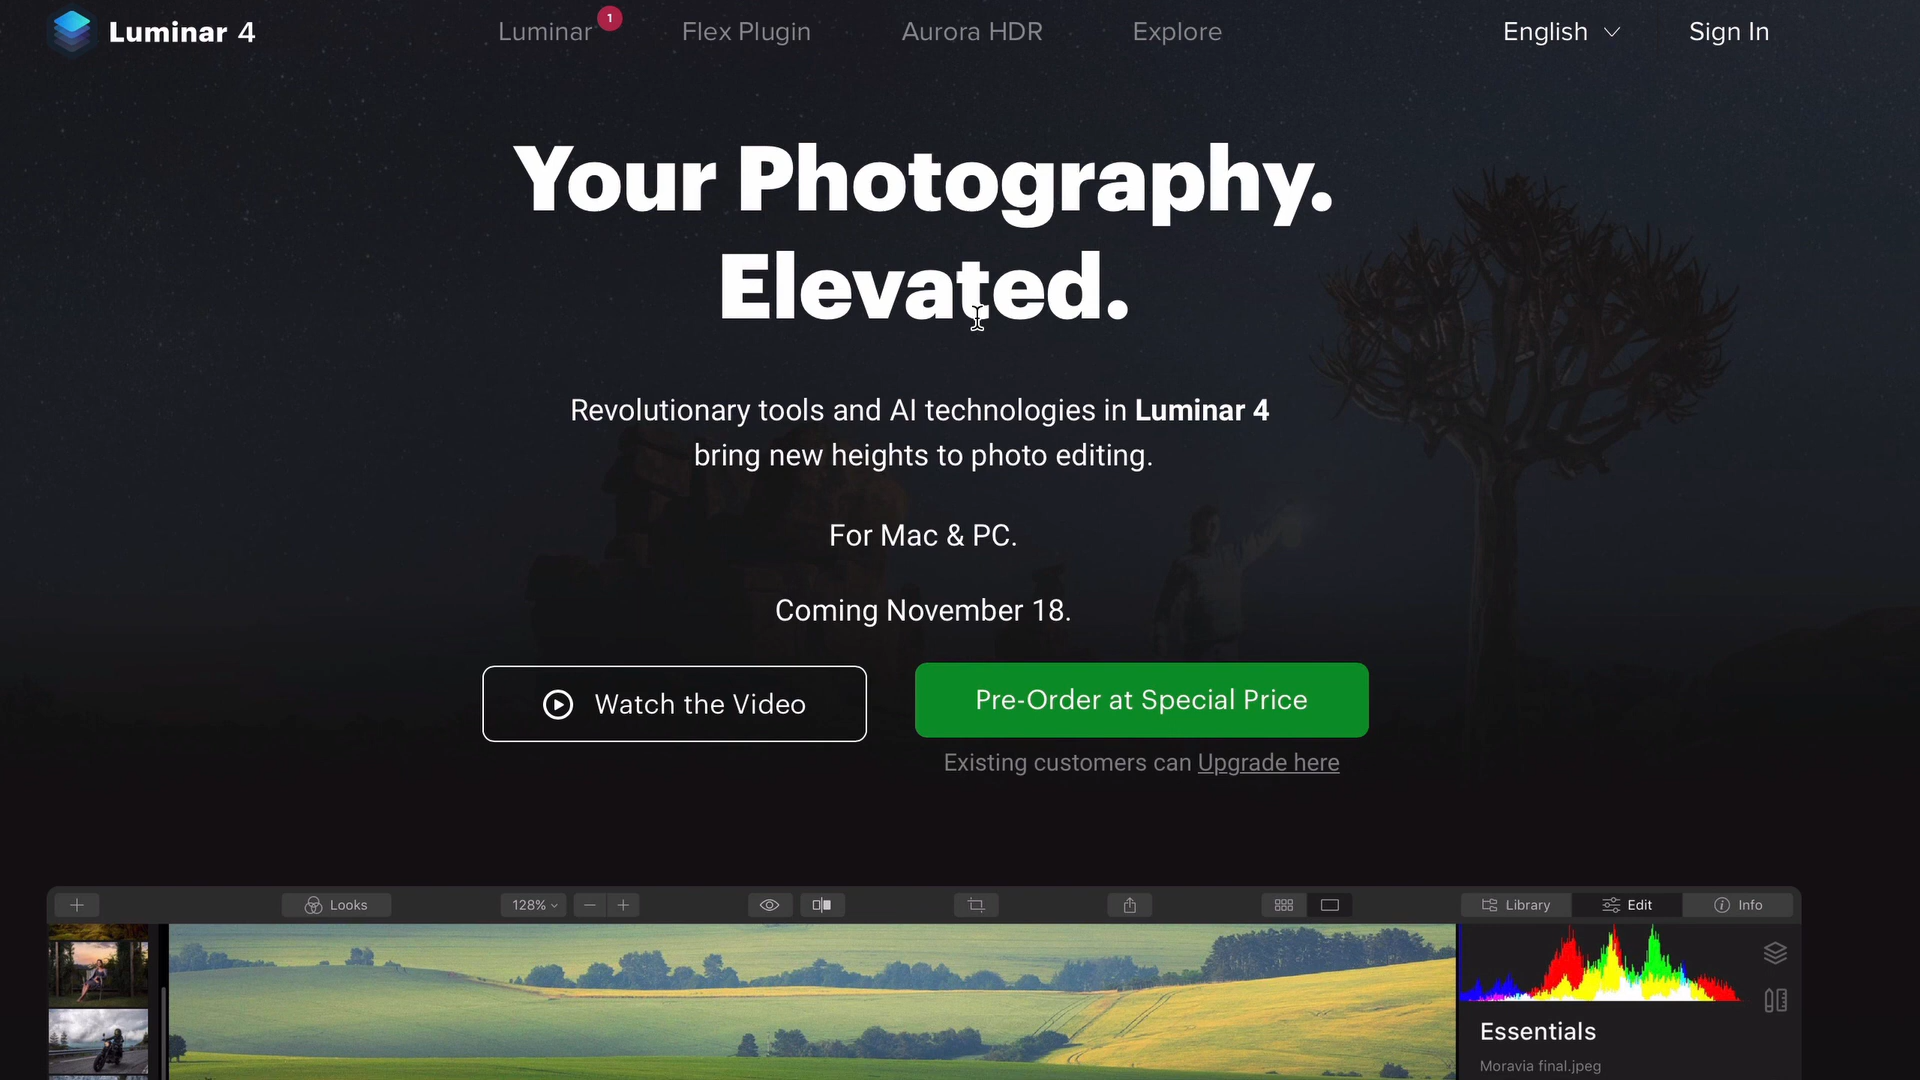 Luminar 4
Luminar 1
Flex Plugin
Aurora HDR
Explore
English
Sign In
Your Photography.
Elevated.
Revolutionary tools and AI technologies in Luminar 4
bring new heights to photo editing.
For Mac & PC.
Coming November 18.
Watch the Video
Pre-Order at Special Price
Existing customers can Upgrade here
Looks
128%
Library
Edit
Info
Essentials
Moravia final.jpeg